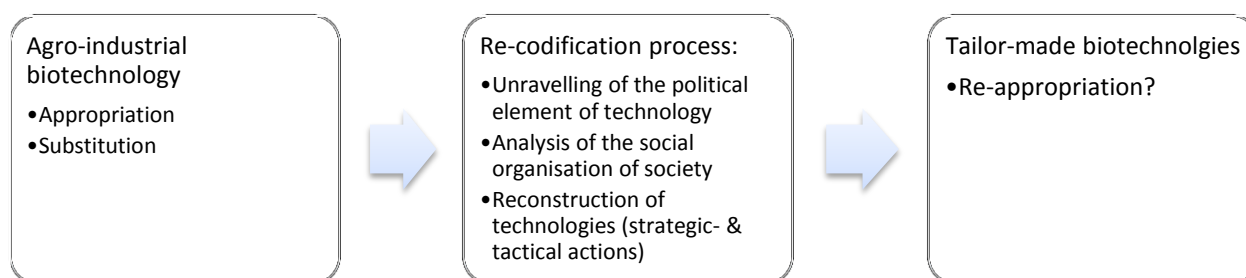 Agro-industrial
biotechnology
•Appropriation
•Substitution
Re-codification process:
•Unravelling of the political
element of technology
•Analysis of the social
organisation of society
•Reconstruction of
technologies (strategic- &
tactical actions)
Tailor-made biotechnolgies
•Re-appropriation?